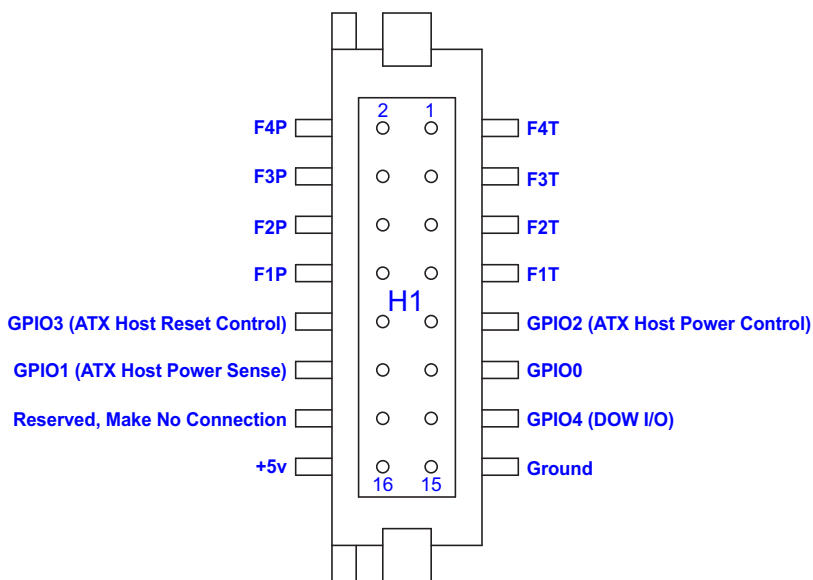 2 1
F4P F4T
F3P F3T
F2P F2T
F1P F1T
H1
GPIO3 (ATX Host Reset Control) GPIO2 (ATX Host Power Control)
GPIO1 (ATX Host Power Sense) GPIO0
Reserved, Make No Connection GPIO4 (DOW I/O)
+5v Ground
16 15